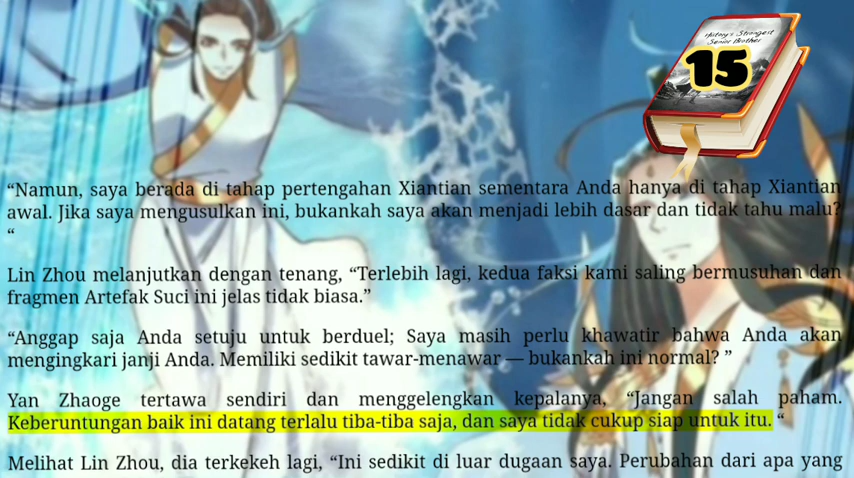 History's Strongest
Senior Brother
15
“Namun, saya berada di tahap pertengahan Xiantian sementara Anda hanya di tahap Xiantian
awal. Jika saya mengusulkan ini, bukankah saya akan menjadi lebih dasar dan tidak tahu malu?
“
Lin Zhou melanjutkan dengan tenang, “Terlebih lagi, kedua faksi kami saling bermusuhan dan
fragmen Artefak Suci ini jelas tidak biasa.”
“Anggap saja Anda setuju untuk berduel; Saya masih perlu khawatir bahwa Anda akan
mengingkari janji Anda. Memiliki sedikit tawar-menawar — bukankah ini normal? ”
Yan Zhaoge tertawa sendiri dan menggelengkan kepalanya, “Jangan salah paham.
Keberuntungan baik ini datang terlalu tiba-tiba saja, dan saya tidak cukup siap untuk itu. “
Melihat Lin Zhou, dia terkekeh lagi, “Ini sedikit di luar dugaan saya. Perubahan dari apa yang